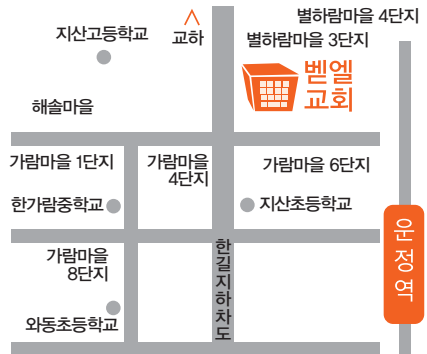 별하람마을 4단지
지산고등학교
교하
별하람마을 3단지
벧엘
교회
해솔마을
가람마을 1단지
가람마을
4단지
가람마을 6단지
한가람중학교
지산초등학교
운정역
가람마을
8단지
한길지하차도
와동초등학교